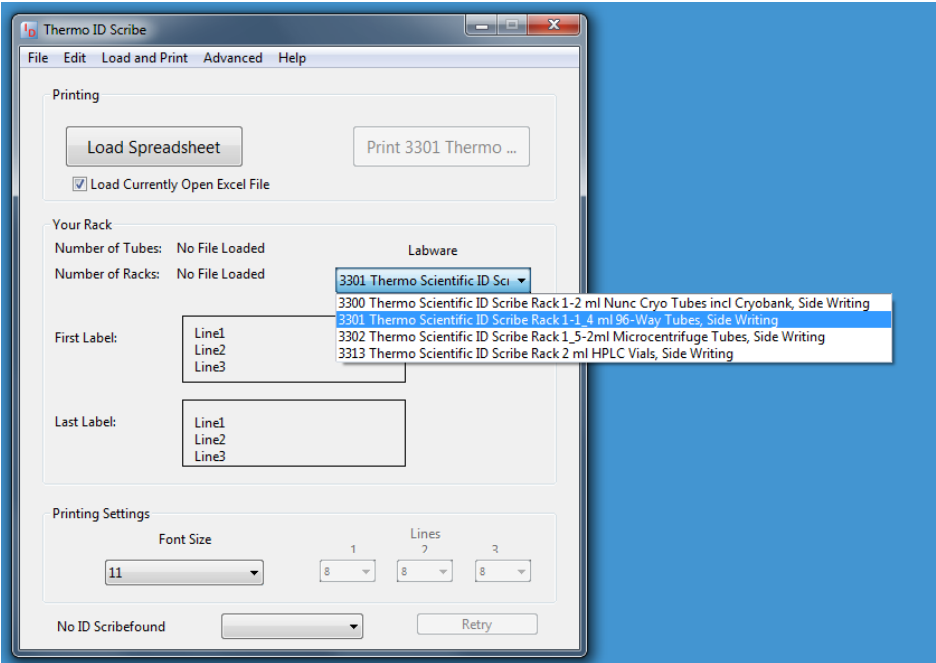 Thermo ID Scribe
File Edit Load and Print Advanced Help
Printing
Load Spreadsheet
Print 3301 Thermo ...
Load Currently Open Excel File
Your Rack
Number of Tubes: No File Loaded
Labware
Number of Racks: No File Loaded
3301 Thermo Scientific ID Scr
3300 Thermo Scientific ID Scribe Rack 1-2 ml Nunc Cryo Tubes incl Cryobank, Side Writing
3301 Thermo Scientific ID Scribe Rack 1-1_4 ml 96-Way Tubes, Side Writing
3302 Thermo Scientific ID Scribe Rack 1_5-2ml Microcentrifuge Tubes, Side Writing
3313 Thermo Scientific ID Scribe Rack 2 ml HPLC Vials, Side Writing
First Label:
Line1
Line2
Line3
Last Label:
Line1
Line2
Line3
Printing Settings
Font Size
Lines
1 2 3
11
8 8 8
No ID Scribefound
Retry